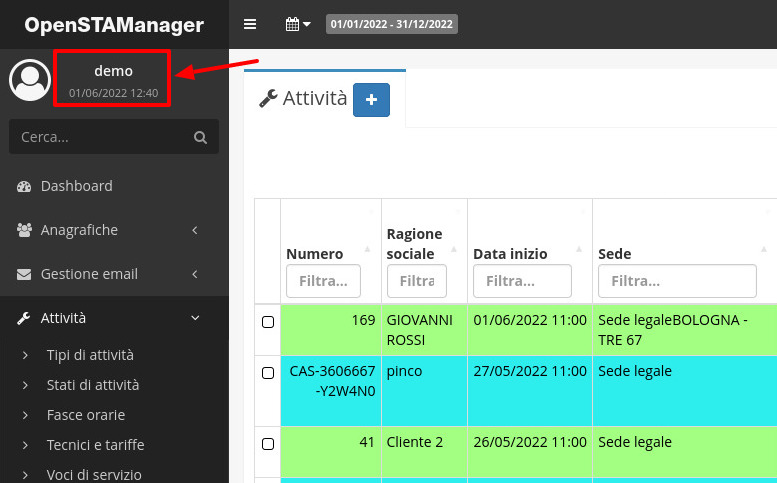 OpenSTAManager
01/01/2022 - 31/12/2022
demo
01/06/2022 12:40
Cerca...
Dashboard
Anagrafiche
Gestione email
Attività
Tipi di attività
Stati di attività
Fasce orarie
Tecnici e tariffe
Voci di servizio
Attività +
Numero
Ragione
sociale
Data inizio
Sede
Filtra...
Filtra
Filtra...
Filtra...
169
GIOVANNI
ROSSI
01/06/2022 11:00
Sede legaleBOLOGNA -
TRE 67
CAS-3606667
-Y2W4N0
pinco
27/05/2022 11:00
Sede legale
41
Cliente 2
26/05/2022 11:00
Sede legale